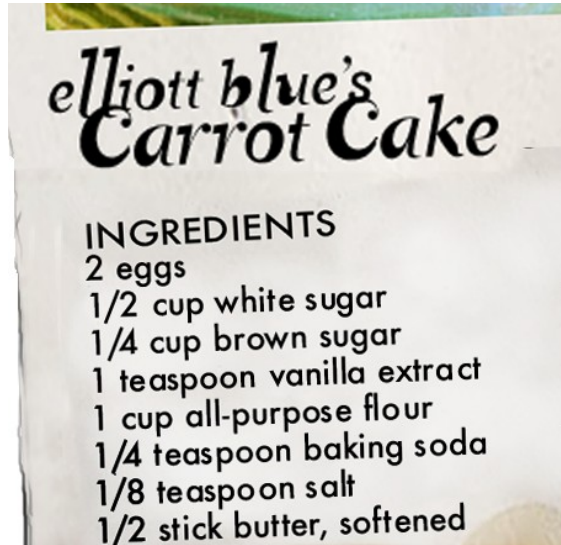 elliott blue's
Carrot Cake
INGREDIENTS
2 eggs
1/2 cup white sugar
1/4 cup brown sugar
1 teaspoon vanilla extract
1 cup all-purpose flour
1/4 teaspoon baking soda
1/8 teaspoon salt
1/2 stick butter, softened